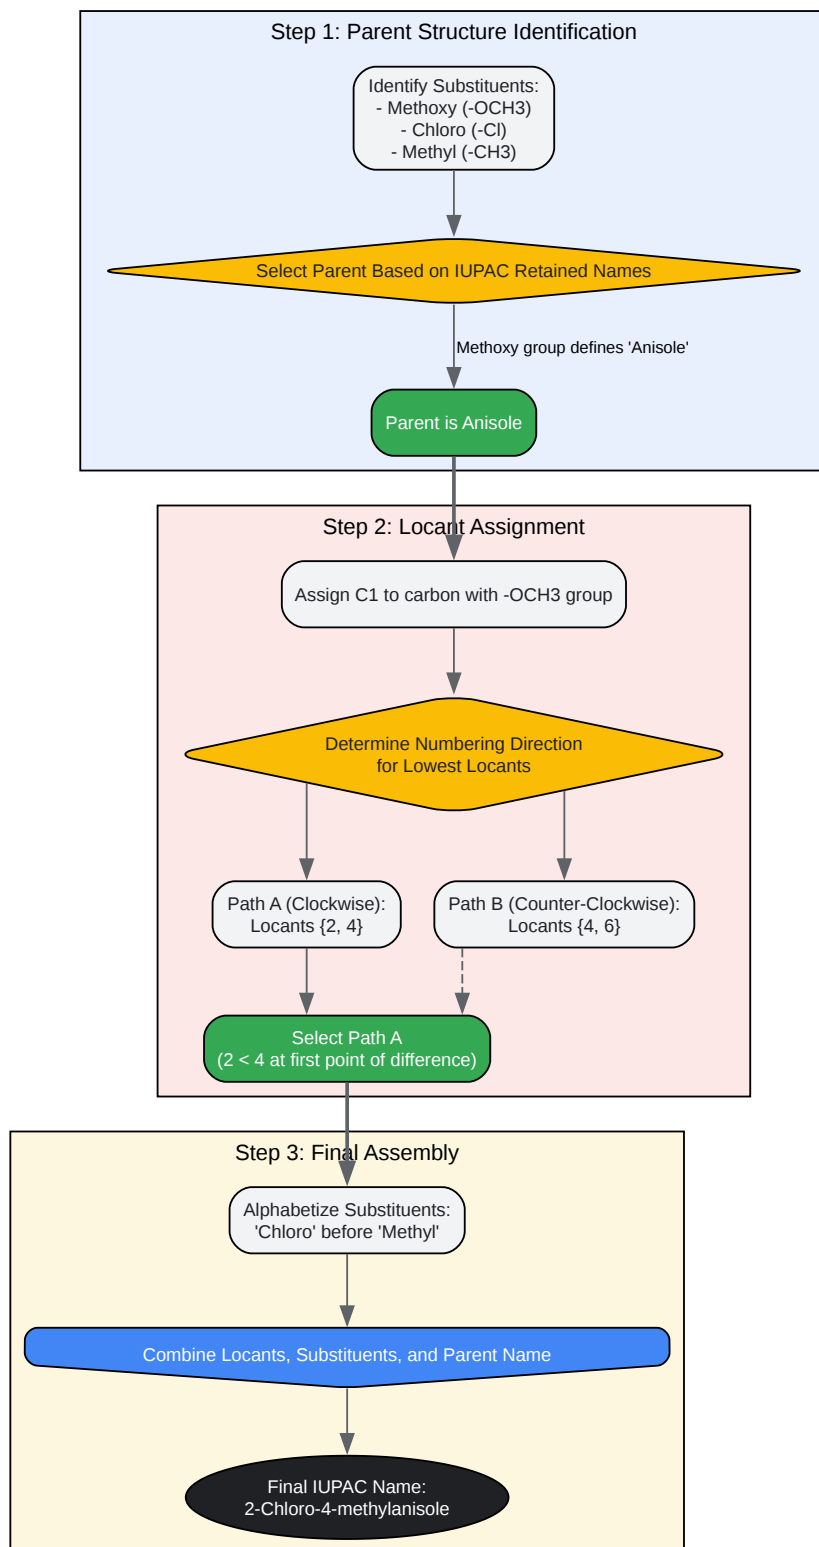 Step 1: Parent Structure Identification
Identify Substituents:
- Methoxy (-OCH3)
- Chloro (-Cl)
- Methyl (-CH3)
Select Parent Based on IUPAC Retained Names
Methoxy group defines 'Anisole'
Parent is Anisole
Step 2: Locant Assignment
Assign C1 to carbon with -OCH3 group
Determine Numbering Direction
for Lowest Locants
Path A (Clockwise):
Locants {2, 4}
Path B (Counter-Clockwise):
Locants {4, 6}
Select Path A
(2 < 4 at first point of difference)
Step 3: Final Assembly
Alphabetize Substituents:
'Chloro' before 'Methyl'
Combine Locants, Substituents, and Parent Name
Final IUPAC Name:
2-Chloro-4-methylanisole